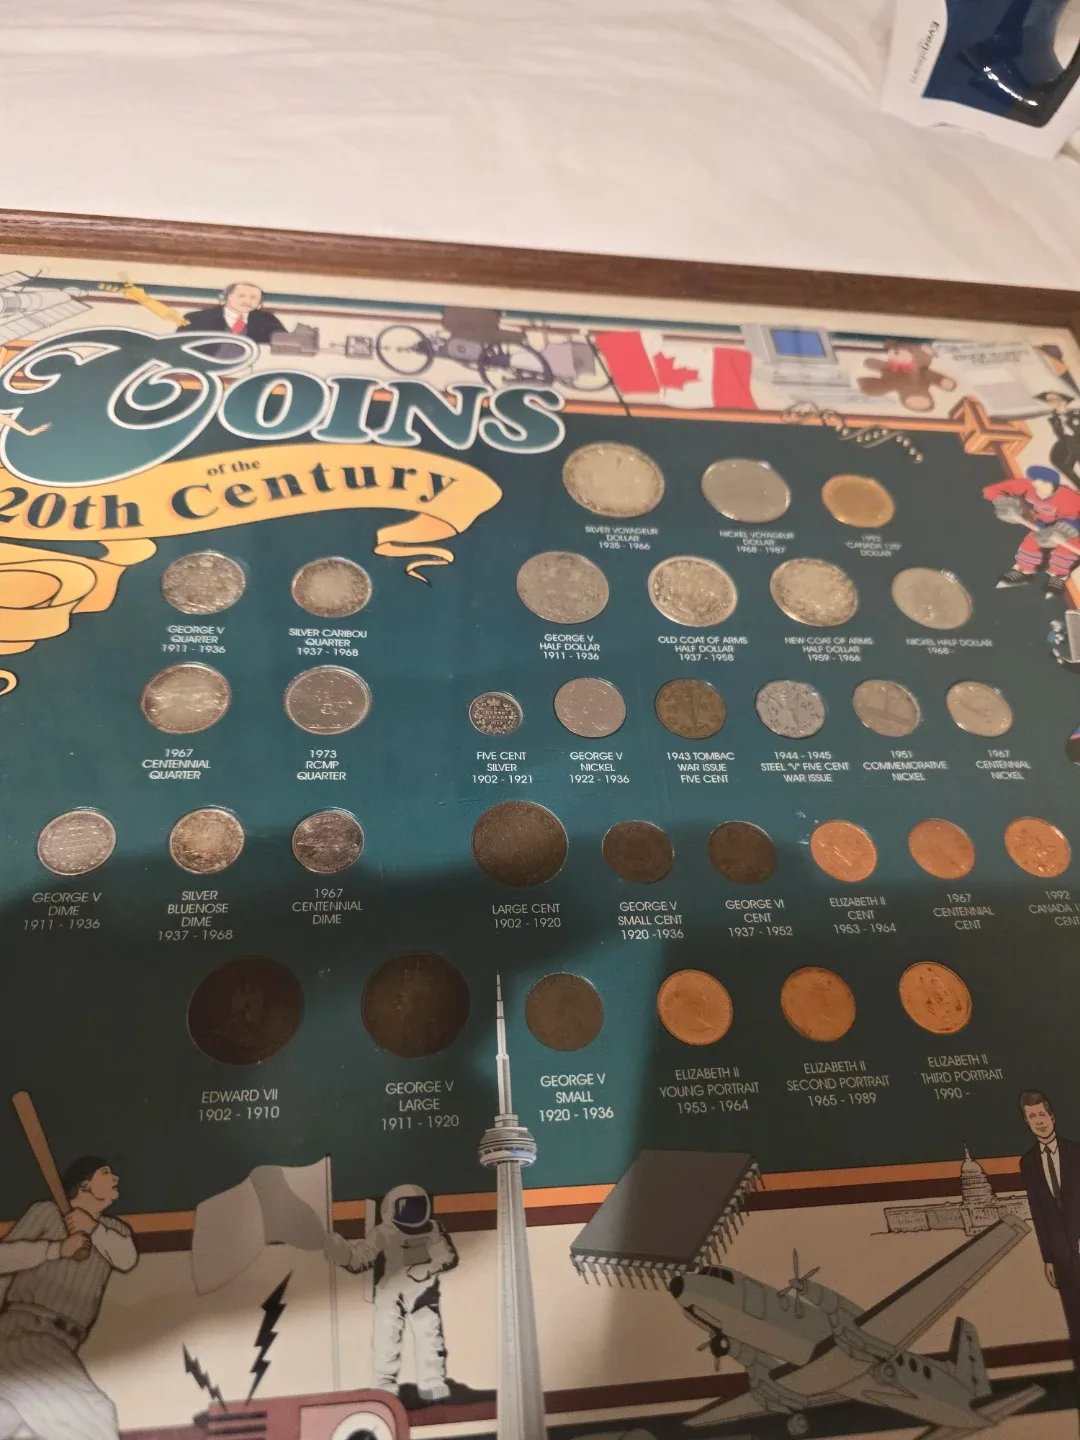 COINS
of the
20th Century
SILVER VOYAGEUR
DOLLAR
1935 - 1966
NICKEL VOYAGEUR
DOLLAR
1968 - 1987
1992
DOLLAR
GEORGE V
QUARTER
1911 - 1936
SILVER CARIBOU
QUARTER
1937 - 1968
GEORGE V
HALF DOLLAR
1911 - 1936
OLD COAT OF ARMS
HALF DOLLAR
1937 - 1958
NEW COAT OF ARMS
HALF DOLLAR
1959 - 1966
NICKEL HALF DOLLAR
1968 -
1967
CENTENNIAL
QUARTER
1973
RCMP
QUARTER
FIVE CENT
SILVER
1902 - 1921
GEORGE V
NICKEL
1922 - 1936
1943 TOMBAC
WAR ISSUE
FIVE CENT
1944 - 1945
STEEL "V" FIVE CENT
WAR ISSUE
1951
COMMEMORATIVE
NICKEL
1967
CENTENNIAL
NICKEL
GEORGE V
DIME
1911 - 1936
SILVER
BLUENOSE
DIME
1937 - 1968
1967
CENTENNIAL
DIME
LARGE CENT
1902 - 1920
GEORGE V
SMALL CENT
1920 -1936
GEORGE VI
CENT
1937 - 1952
ELIZABETH II
CENT
1953 - 1964
1967
CENTENNIAL
CENT
1992
CANADA
CENT
EDWARD VII
1902 - 1910
GEORGE V
LARGE
1911 - 1920
GEORGE V
SMALL
1920 - 1936
ELIZABETH II
YOUNG PORTRAIT
1953 - 1964
ELIZABETH II
SECOND PORTRAIT
1965 - 1989
ELIZABETH II
THIRD PORTRAIT
1990 -